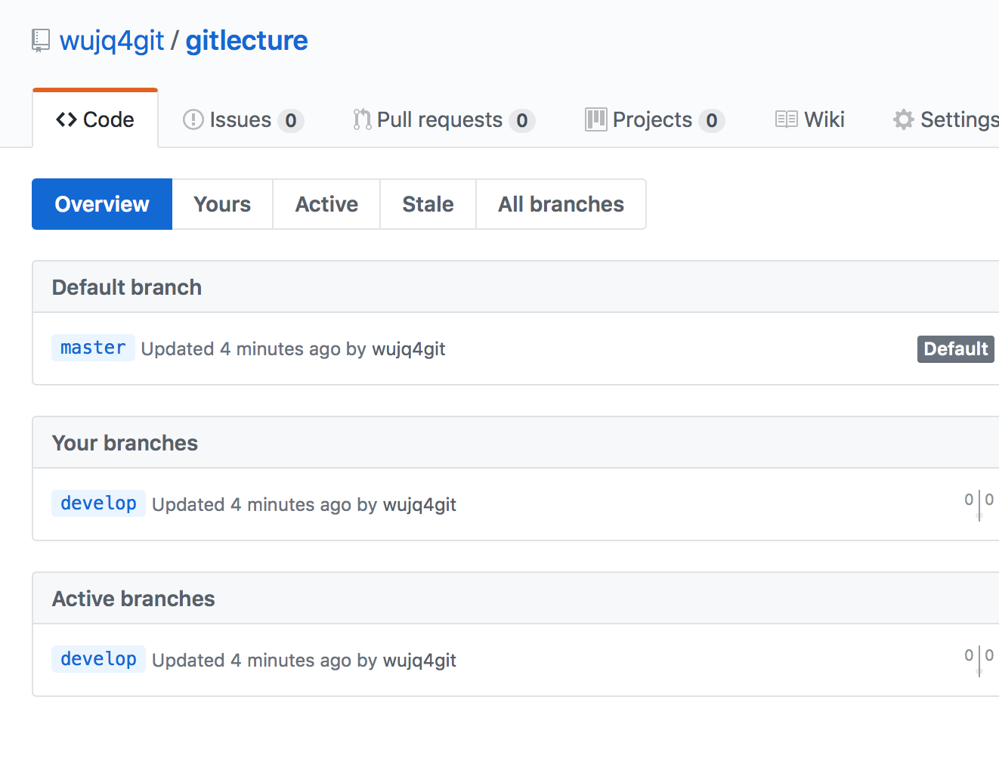 wujq4git / gitlecture
Code Issues 0 Pull requests 0 Projects 0 Wiki Settings
Overview Yours Active Stale All branches
Default branch
master Updated 4 minutes ago by wujq4git Default
Your branches
develop Updated 4 minutes ago by wujq4git 0 0
Active branches
develop Updated 4 minutes ago by wujq4git 0 0